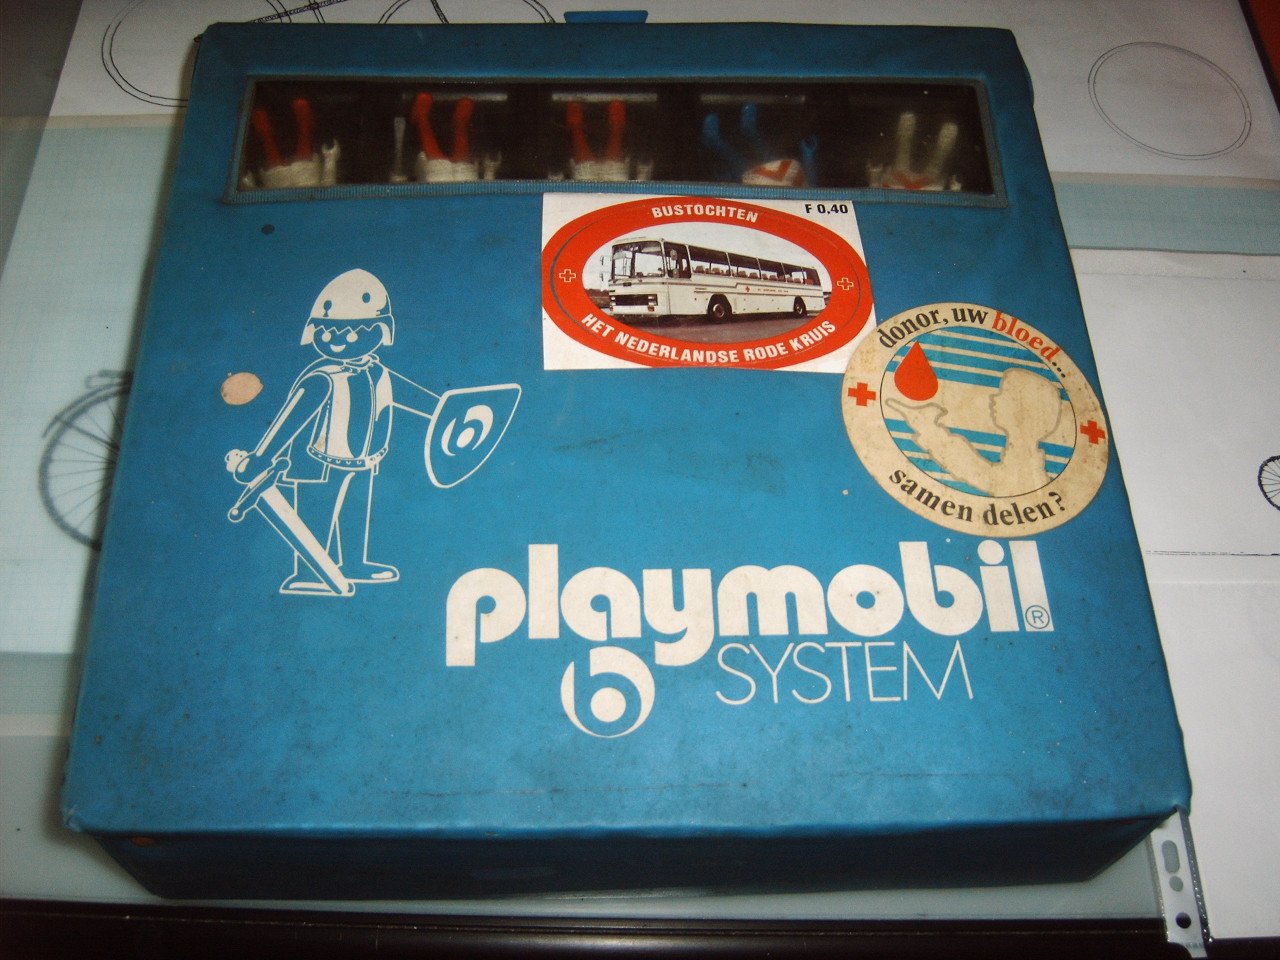 BUSTOCHTEN
F 0,40
HET NEDERLANDSE RODE KRUIS
donor, uw bloed...
samen delen?
playmobil ®
SYSTEM